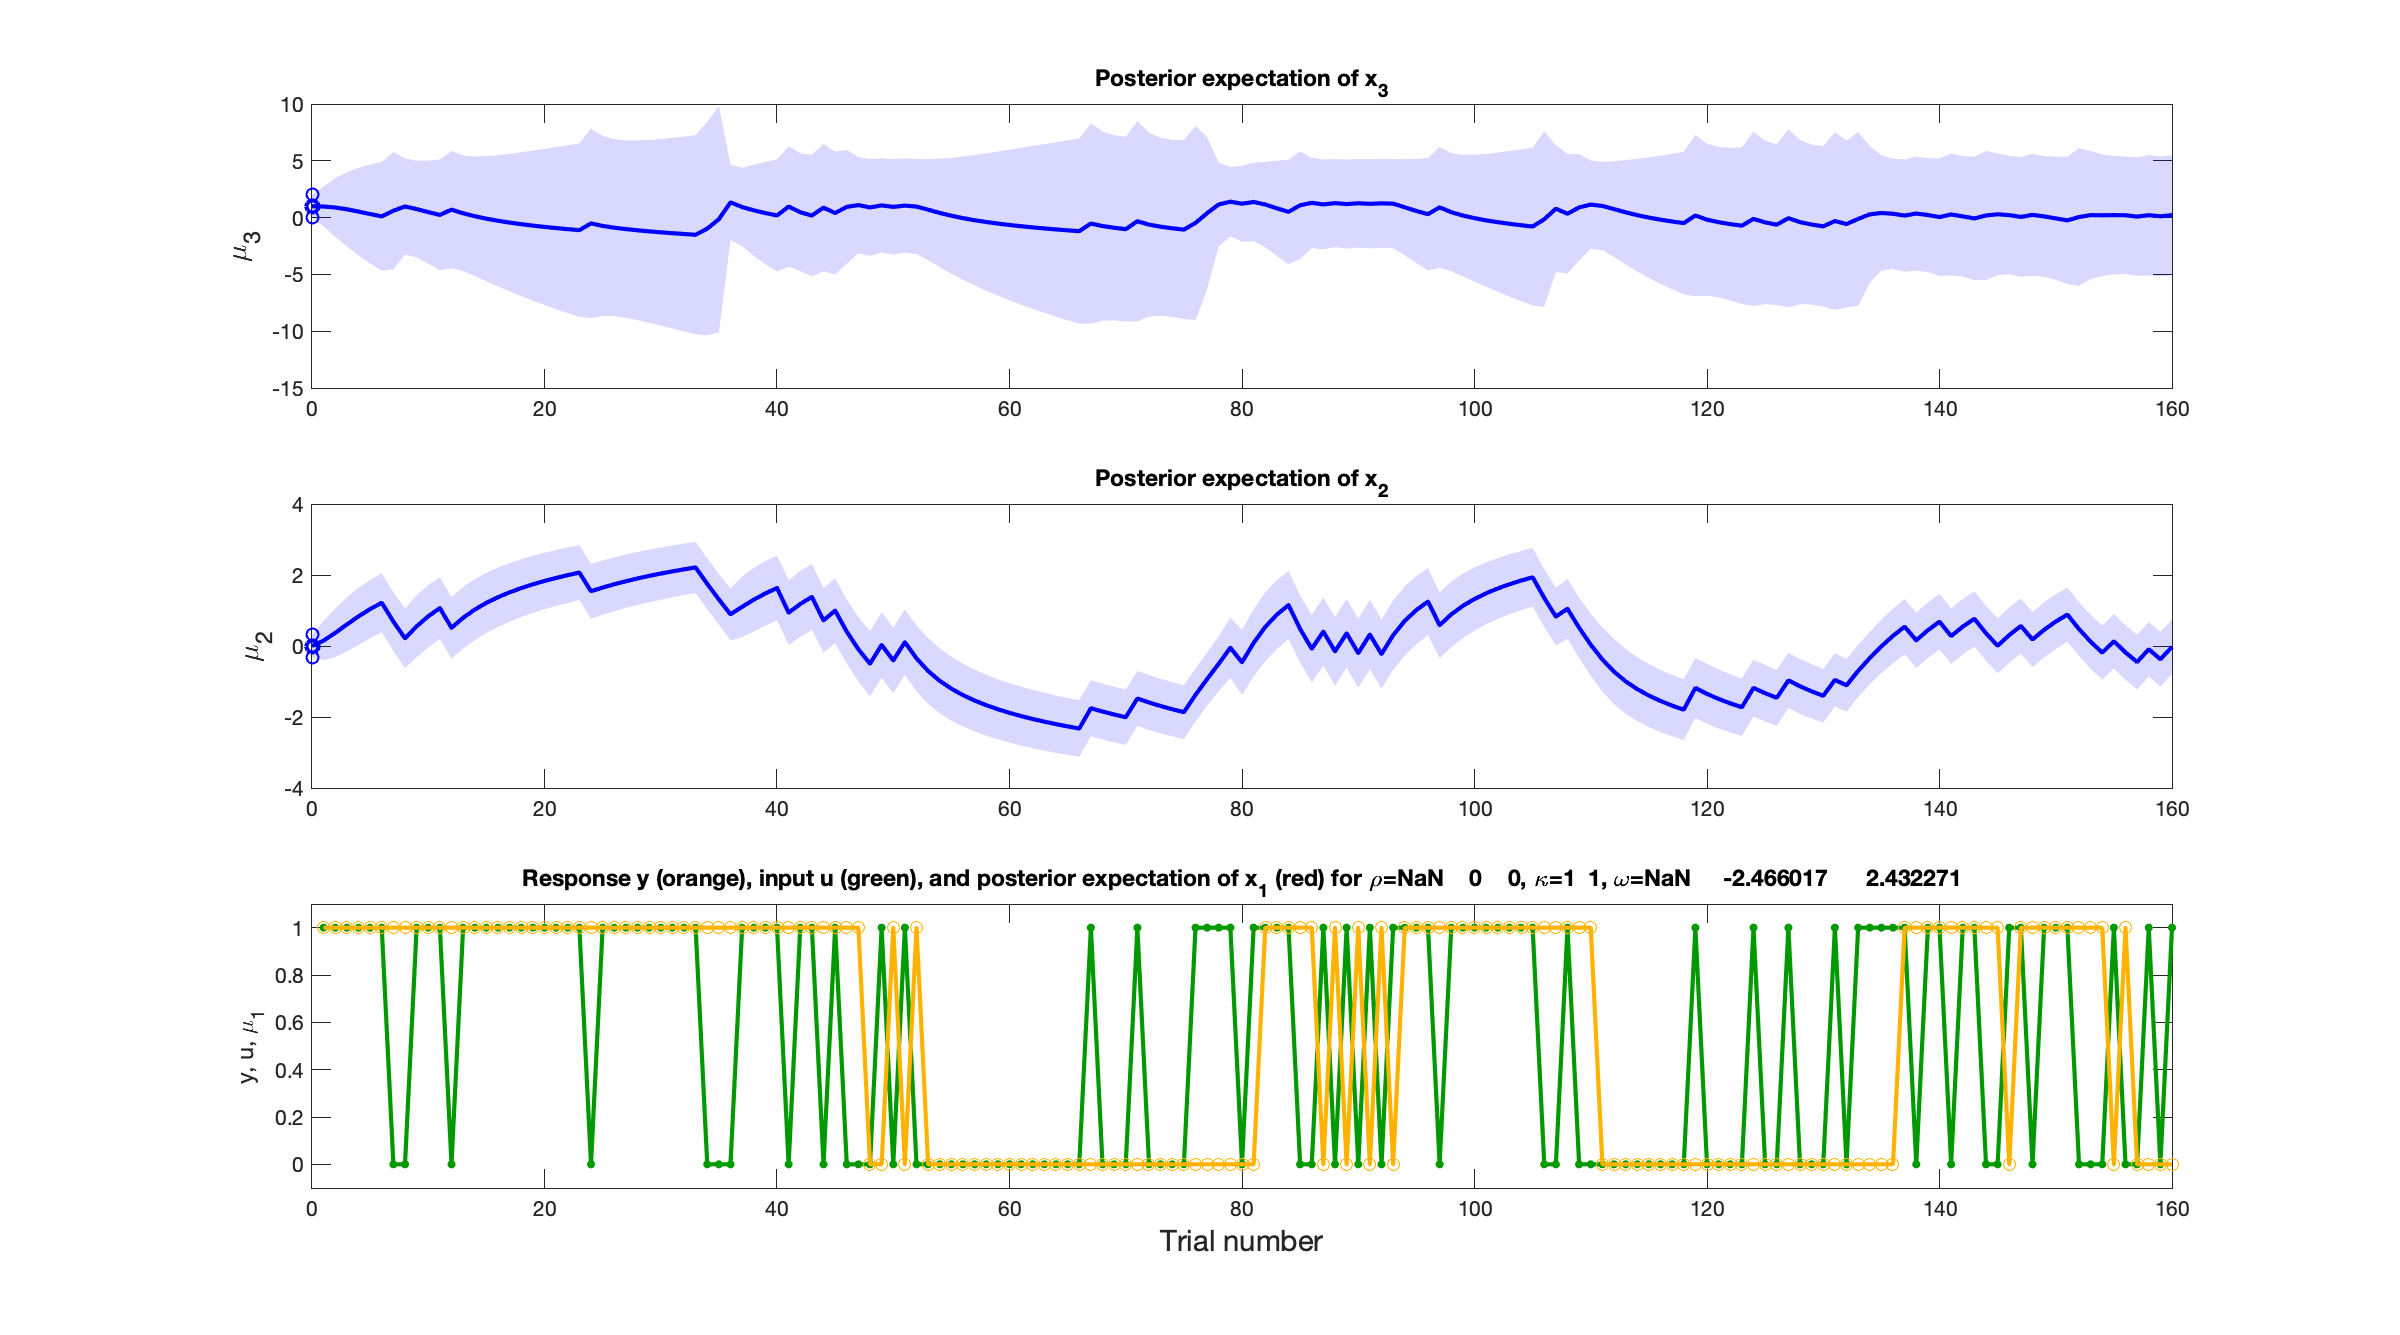 Posterior expectation of x3
10
5
0
-5
-10
-15
μ3
0 20 40 60 80 100 120 140 160
Posterior expectation of x2
4
2
0
-2
-4
μ2
0 20 40 60 80 100 120 140 160
Response y (orange), input u (green), and posterior expectation of x1 (red) for ρ=NaN 0 0, κ=1 1, ω=NaN -2.466017 2.432271
1
0.8
0.6
0.4
0.2
0
y, u, μ1
0 20 40 60 80 100 120 140 160
Trial number